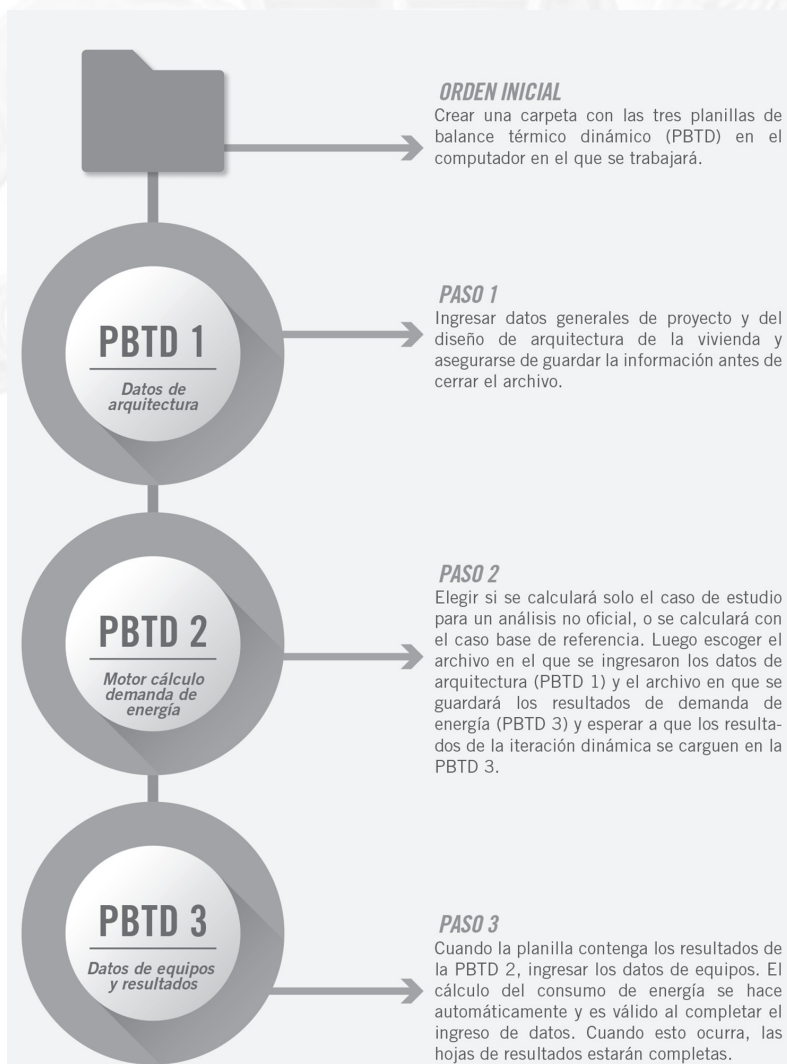 ORDEN INICIAL
Crear una carpeta con las tres planillas de
balance térmico dinámico (PBTD) en el
computador en el que se trabajará.
PBTD 1
Datos de
arquitectura
PASO 1
Ingresar datos generales de proyecto y del
diseño de arquitectura de la vivienda y
asegurarse de guardar la información antes de
cerrar el archivo.
PBTD 2
Motor cálculo
demanda de
energía
PASO 2
Elegir si se calculará solo el caso de estudio
para un análisis no oficial, o se calculará con
el caso base de referencia. Luego escoger el
archivo en el que se ingresaron los datos de
arquitectura (PBTD 1) y el archivo en que se
guardará los resultados de demanda de
energía (PBTD 3) y esperar a que los resulta-
dos de la iteración dinámica se carguen en la
PBTD 3.
PBTD 3
Datos de equipos
y resultados
PASO 3
Cuando la planilla contenga los resultados de
la PBTD 2, ingresar los datos de equipos. El
cálculo del consumo de energía se hace
automáticamente y es válido al completar el
ingreso de datos. Cuando esto ocurra, las
hojas de resultados estarán completas.